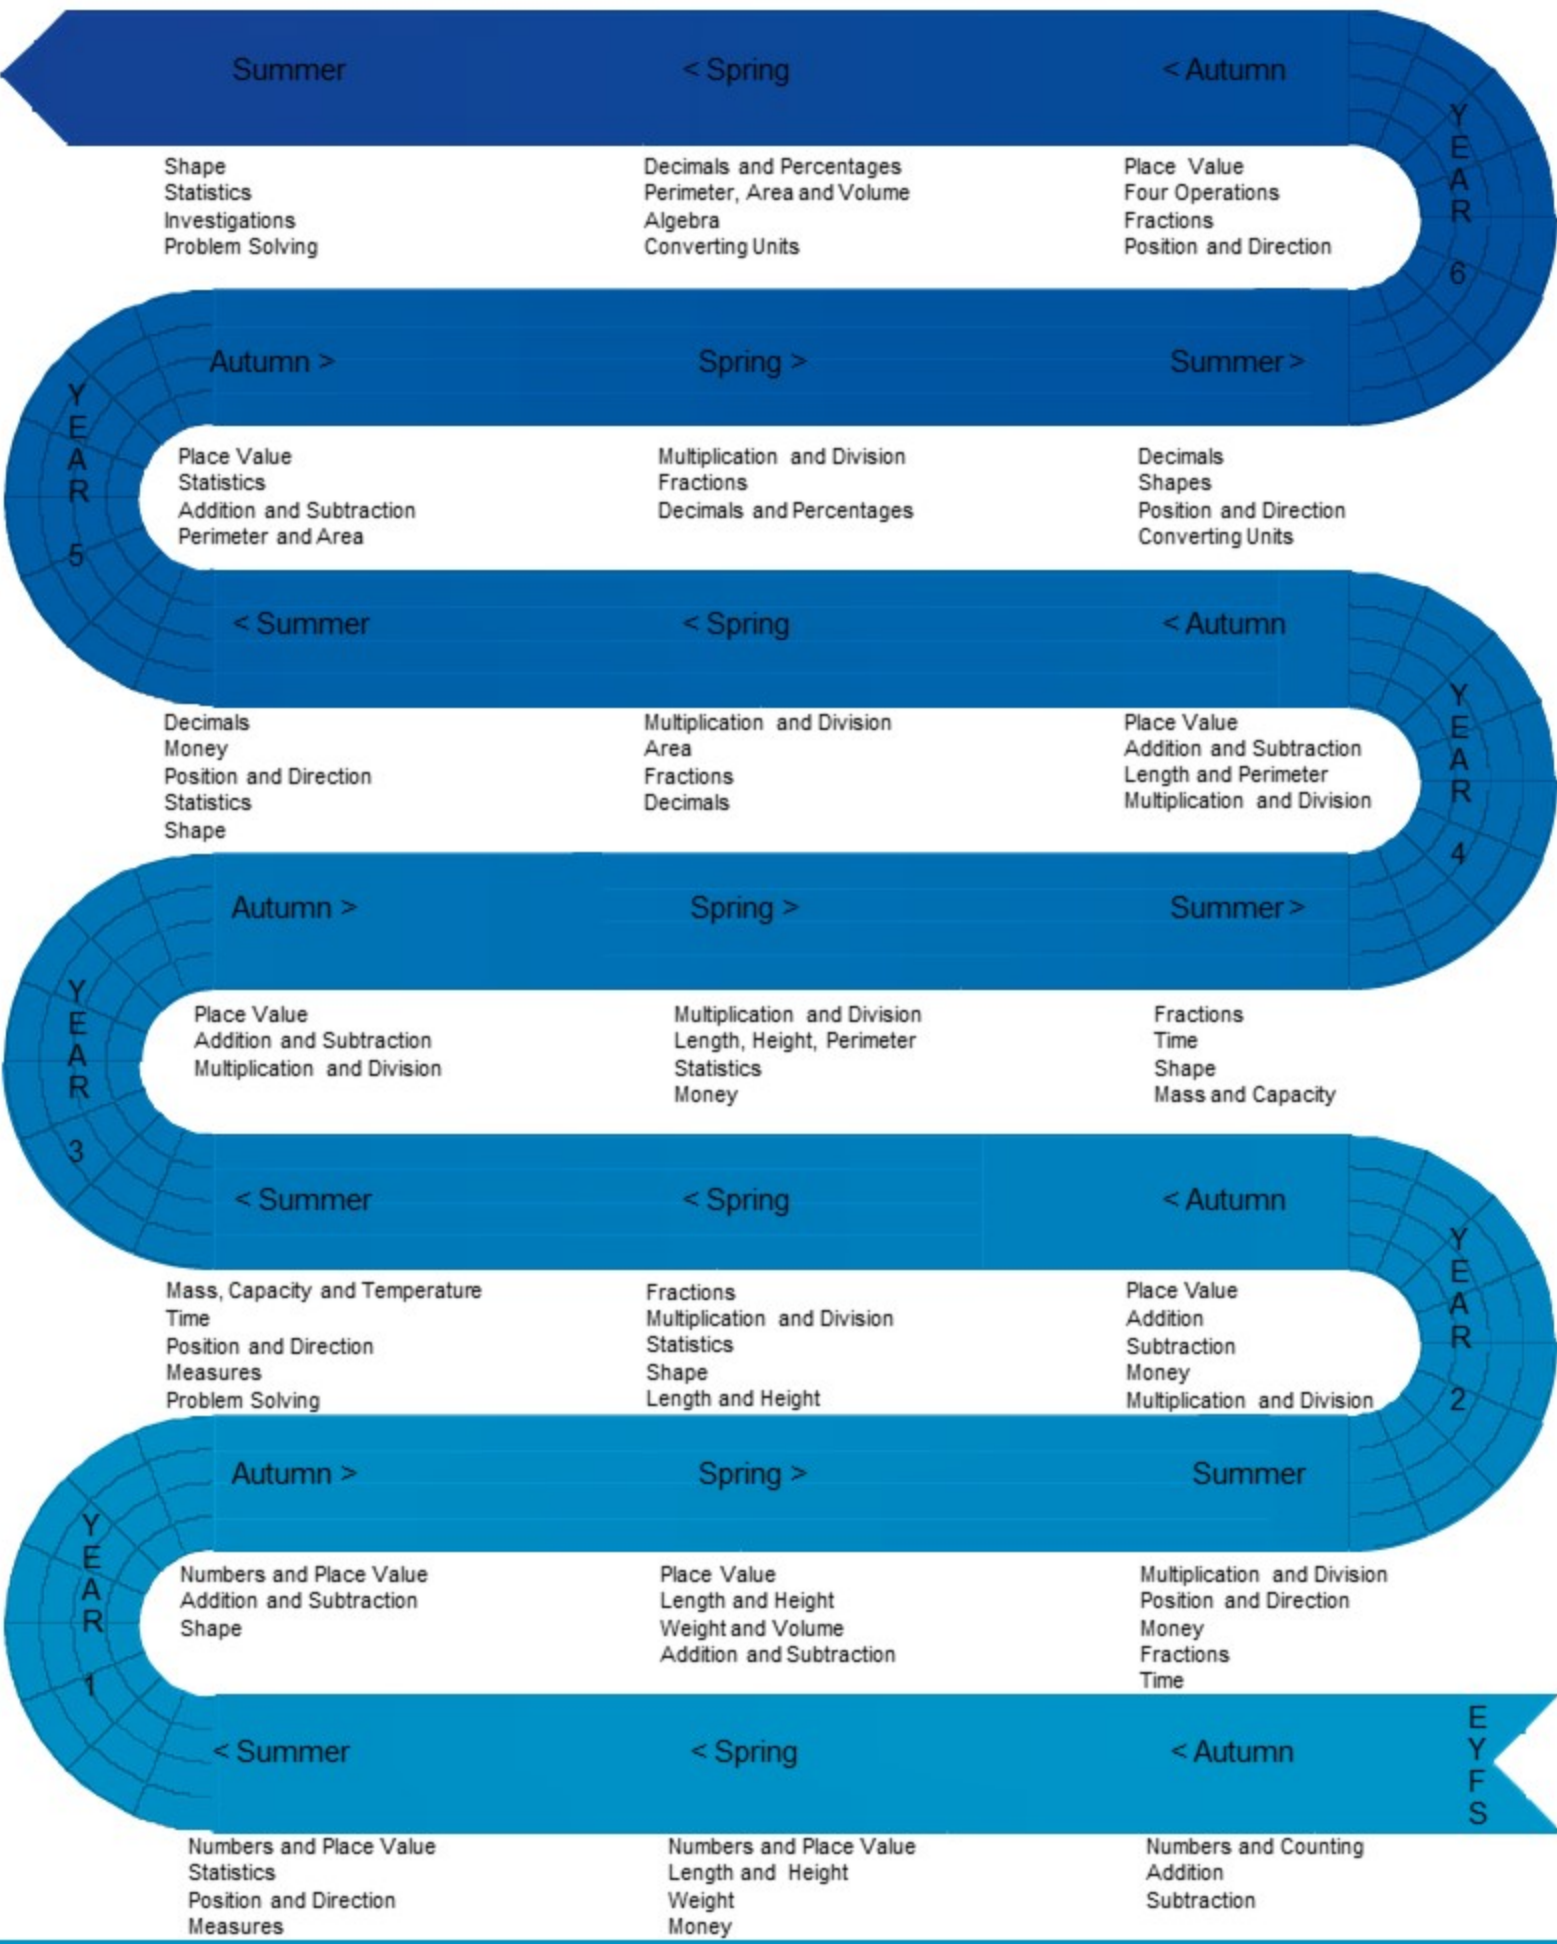 Summer
< Spring
< Autumn
YEAR 6
Shape
Statistics
Investigations
Problem Solving
Decimals and Percentages
Perimeter, Area and Volume
Algebra
Converting Units
Place Value
Four Operations
Fractions
Position and Direction
YEAR 5
Autumn >
Spring >
Summer >
Place Value
Statistics
Addition and Subtraction
Perimeter and Area
Multiplication and Division
Fractions
Decimals and Percentages
Decimals
Shapes
Position and Direction
Converting Units
< Summer
< Spring
< Autumn
YEAR 4
Decimals
Money
Position and Direction
Statistics
Shape
Multiplication and Division
Area
Fractions
Decimals
Place Value
Addition and Subtraction
Length and Perimeter
Multiplication and Division
YEAR 3
Autumn >
Spring >
Summer >
Place Value
Addition and Subtraction
Multiplication and Division
Multiplication and Division
Length, Height, Perimeter
Statistics
Money
Fractions
Time
Shape
Mass and Capacity
< Summer
< Spring
< Autumn
YEAR 2
Mass, Capacity and Temperature
Time
Position and Direction
Measures
Problem Solving
Fractions
Multiplication and Division
Statistics
Shape
Length and Height
Place Value
Addition
Subtraction
Money
Multiplication and Division
YEAR 1
Autumn >
Spring >
Summer
Numbers and Place Value
Addition and Subtraction
Shape
Place Value
Length and Height
Weight and Volume
Addition and Subtraction
Multiplication and Division
Position and Direction
Money
Fractions
Time
< Summer
< Spring
< Autumn
EYFS
Numbers and Place Value
Statistics
Position and Direction
Measures
Numbers and Place Value
Length and Height
Weight
Money
Numbers and Counting
Addition
Subtraction